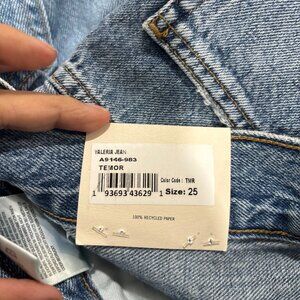 VALERIA JEAN
A9146-983
TEMOR
Color Code : TMR
1 93693 43629 1
Size: 25
100% RECYCLED PAPER